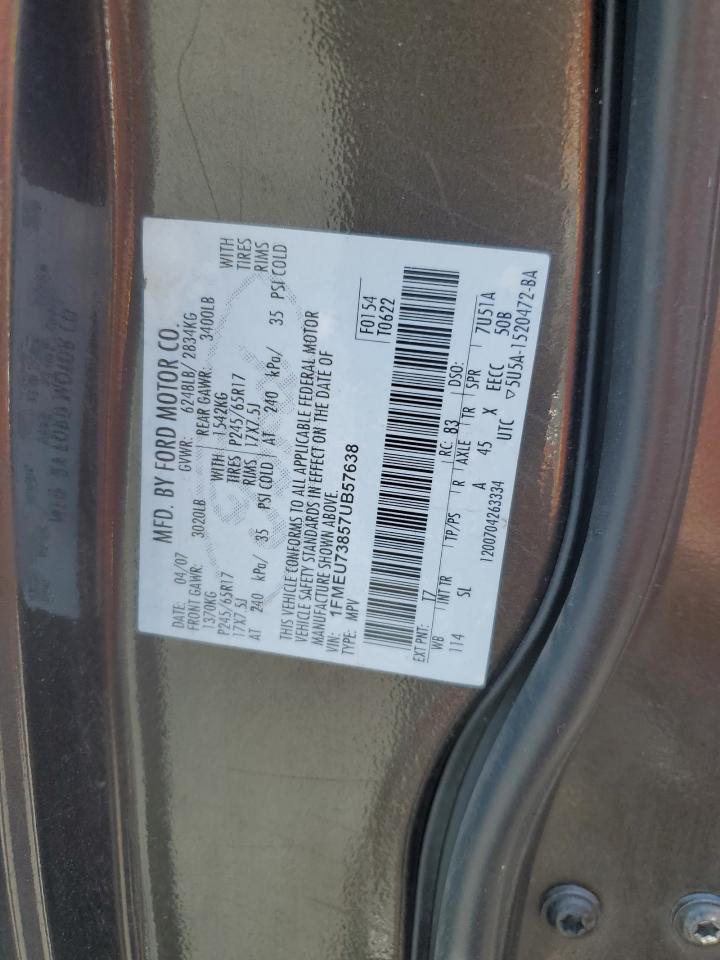 MFD. BY FORD MOTOR CO.
DATE: 04/07 GVWR: 6248LB/ 2834KG
FRONT GAWR: 3020LB REAR GAWR: 3400LB
1370KG WITH 1542KG WITH
P245/65R17 TIRES P245/65R17 TIRES
17X7.5J RIMS 17X7.5J RIMS
AT 240 kPa/ 35 PSI COLD AT 240 kPa/ 35 PSI COLD
THIS VEHICLE CONFORMS TO ALL APPLICABLE FEDERAL MOTOR
VEHICLE SAFETY STANDARDS IN EFFECT ON THE DATE OF
MANUFACTURE SHOWN ABOVE.
VIN: 1FMEU73857UB57638
TYPE: MPV
F0154
T0622
EXT PNT: T7 RC: 83 DSO:
WB INT TR TP/PS R AXLE TR SPR 7U51A
114 5L A 45 X EECC 50B
1200704263334 UTC ▽5U5A-1520472-BA